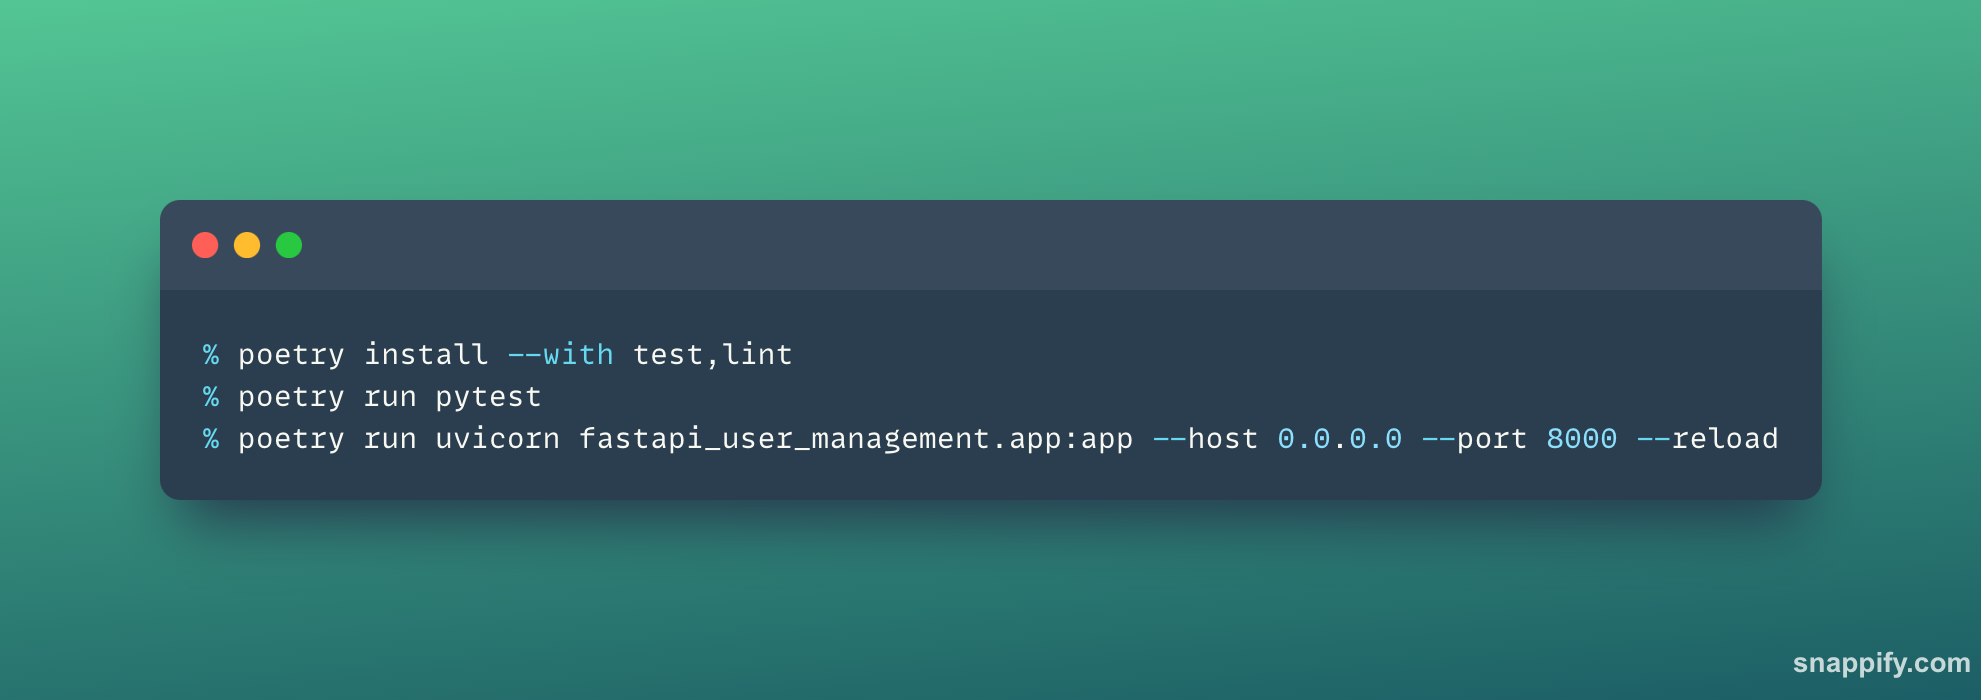 % poetry install --with test,lint
% poetry run pytest
% poetry run uvicorn fastapi_user_management.app:app --host 0.0.0.0 --port 8000 --reload
snappify.com